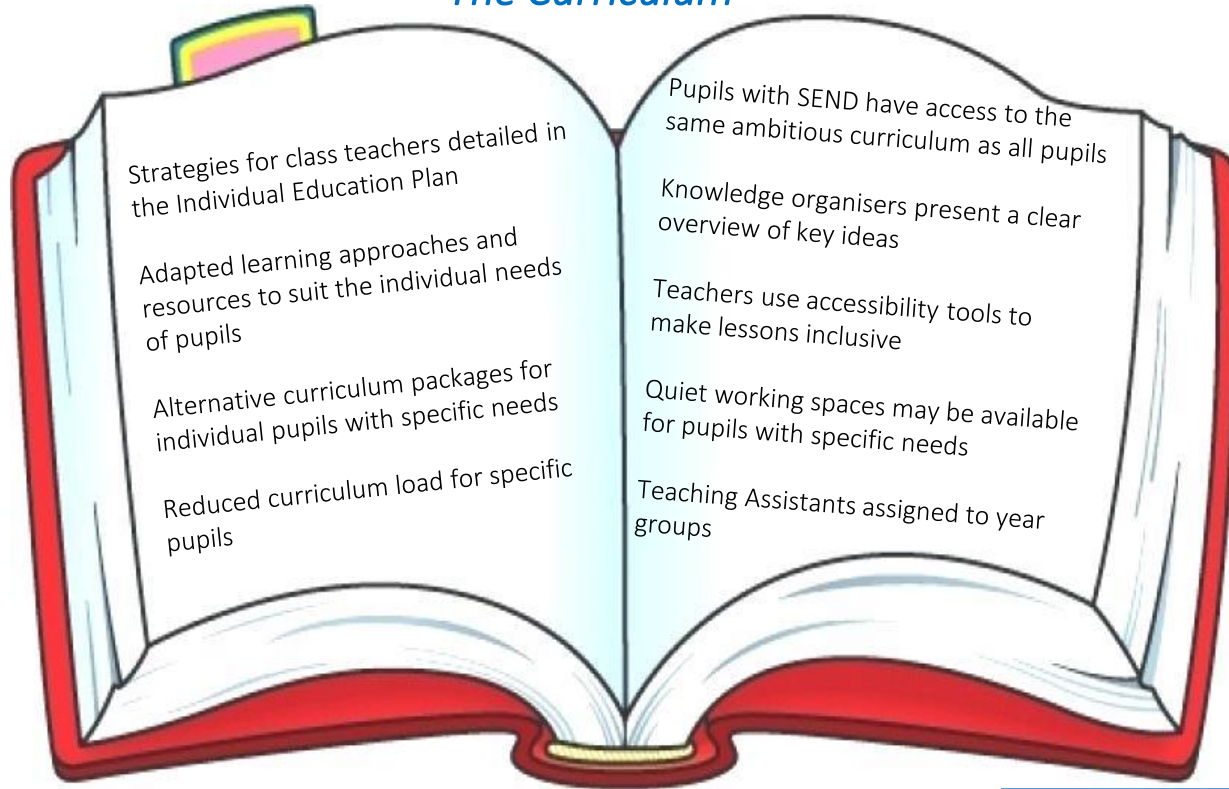 The Curriculum
Strategies for class teachers detailed in
the Individual Education Plan
Adapted learning approaches and
resources to suit the individual needs
of pupils
Alternative curriculum packages for
individual pupils with specific needs
Reduced curriculum load for specific
pupils
Pupils with SEND have access to the
same ambitious curriculum as all pupils
Knowledge organisers present a clear
overview of key ideas
Teachers use accessibility tools to
make lessons inclusive
Quiet working spaces may be available
for pupils with specific needs
Teaching Assistants assigned to year
groups